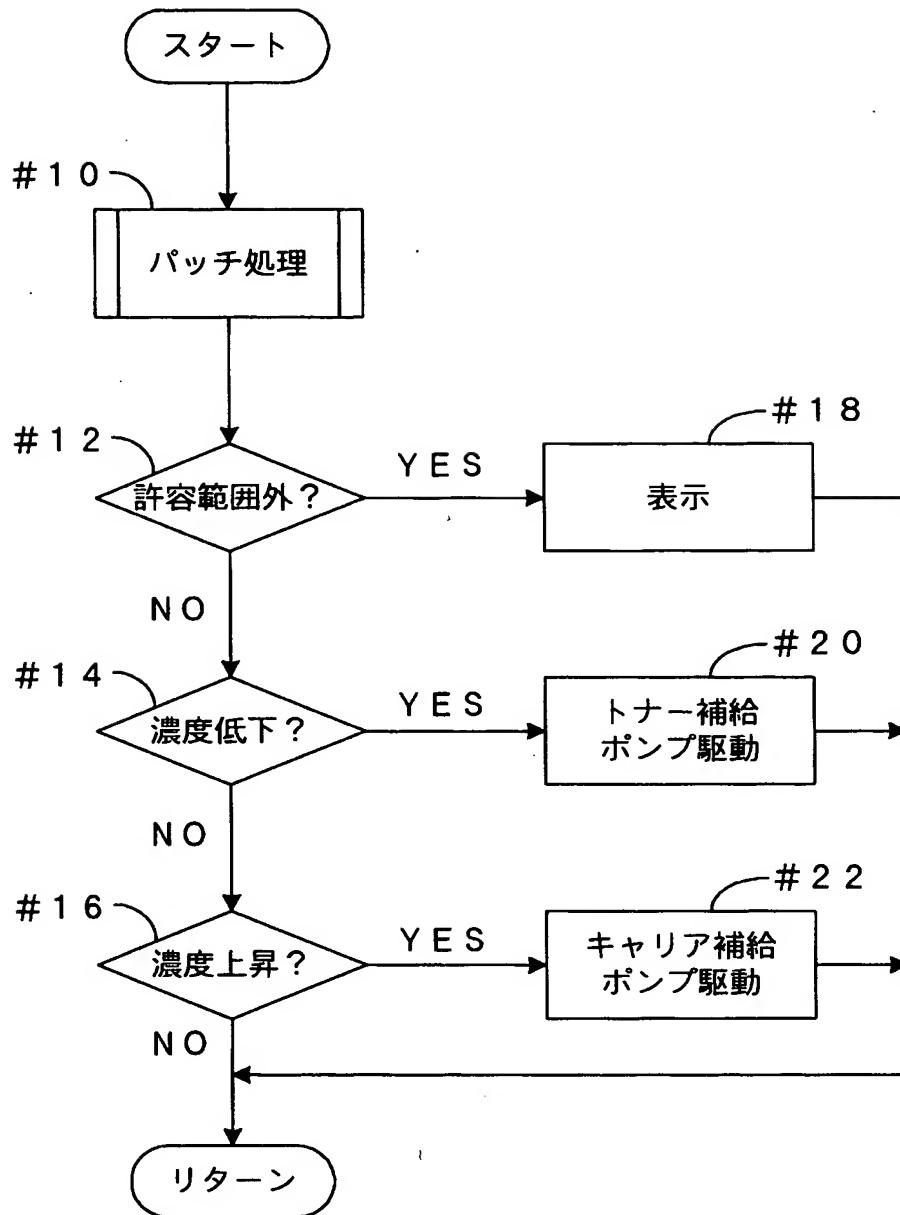 スタート
#10
パッチ処理
#12
許容範囲外?
YES
#18
表示
NO
#14
濃度低下?
YES
#20
トナー補給
ポンプ駆動
NO
#16
濃度上昇?
YES
#22
キャリア補給
ポンプ駆動
NO
リターン